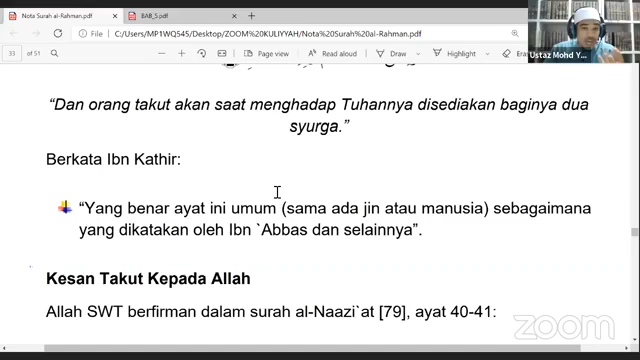 Nota Surah al-Rahman.pdf
BAB_5.pdf
File
C:/Users/MP1WQ545/Desktop/ZOOM%20KULIYYAH/Nota%20Surah%20al-Rahman.pdf
33 of 51
Page view
Read aloud
Draw
Highlight
Erase
Ustaz Mohd Y...
“Dan orang takut akan saat menghadap Tuhannya disediakan baginya dua
syurga.”
Berkata Ibn Kathir:
“Yang benar ayat ini umum (sama ada jin atau manusia) sebagaimana
yang dikatakan oleh Ibn `Abbas dan selainnya”.
Kesan Takut Kepada Allah
Allah SWT berfirman dalam surah al-Naazi`at [79], ayat 40-41:
zoom